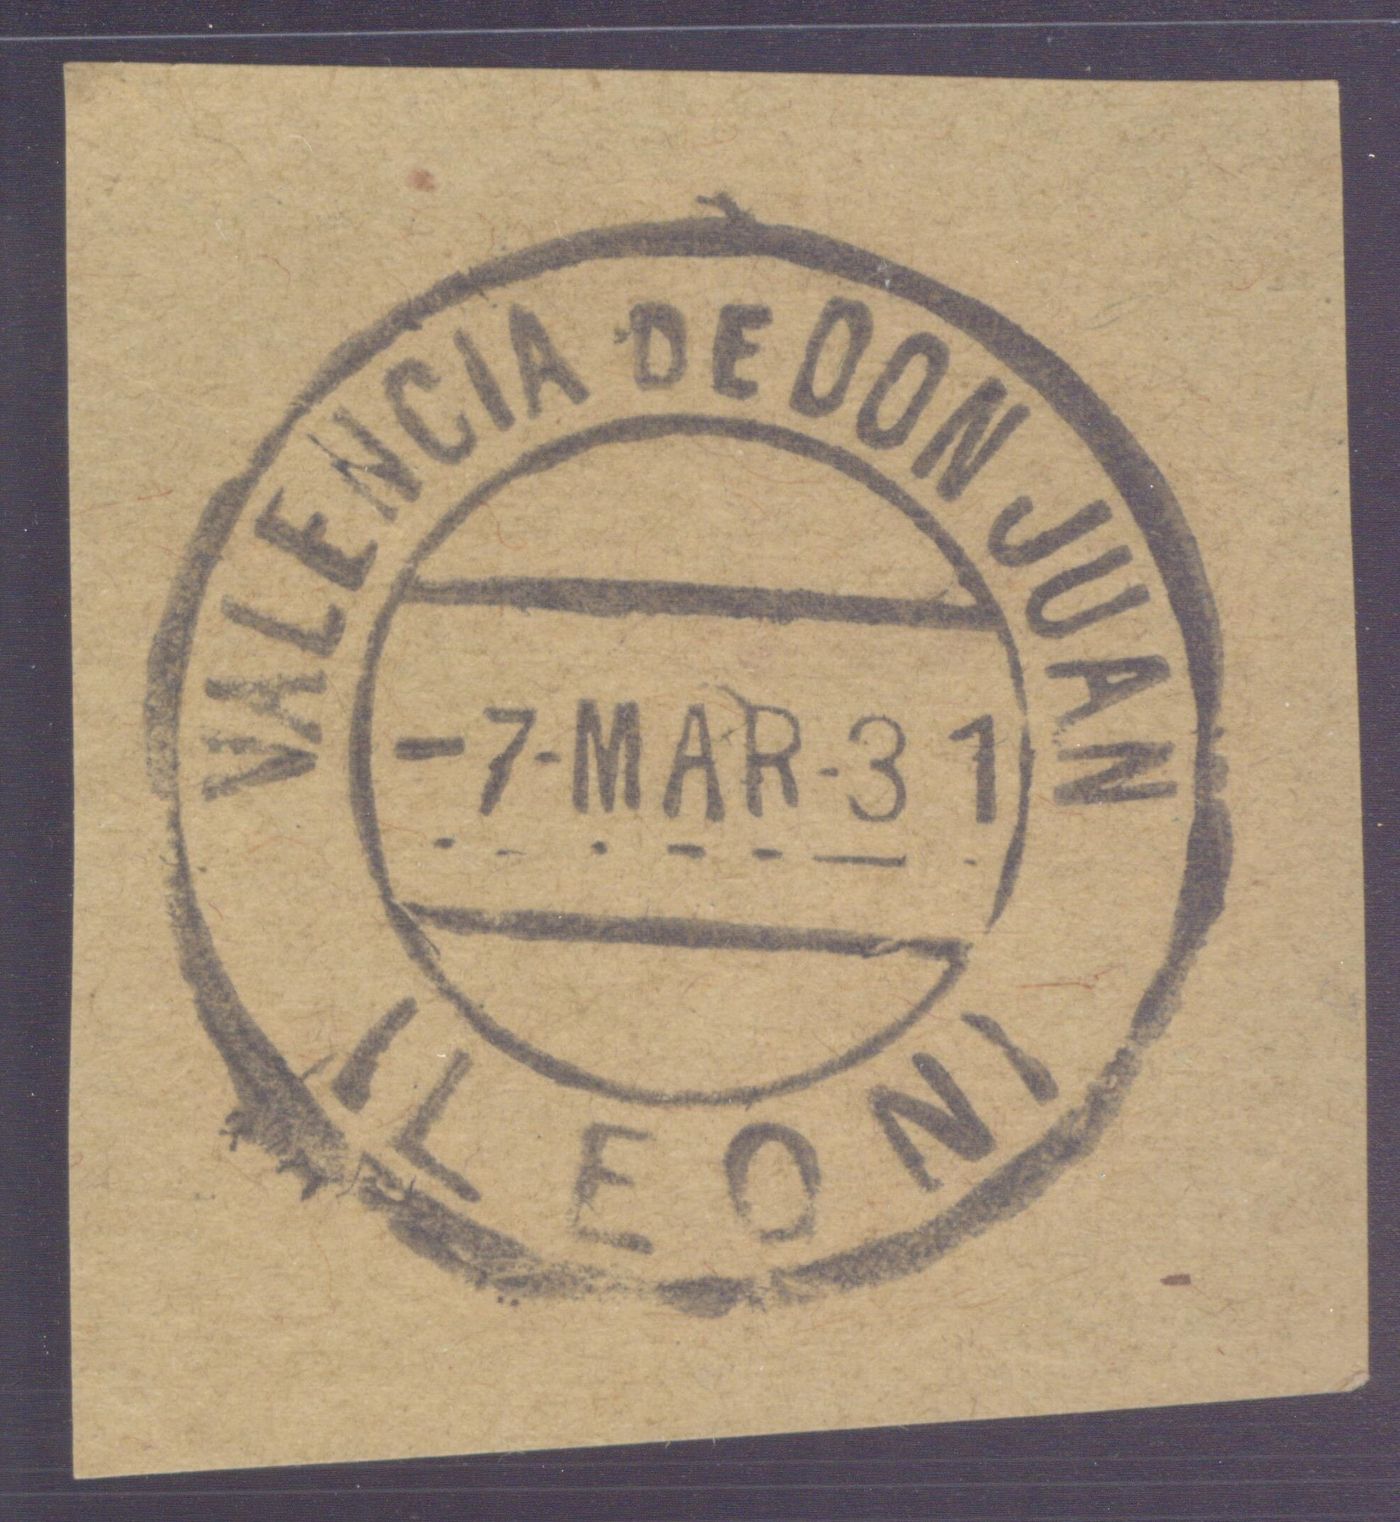 VALENCIA DE DON JUAN
-7-MAR-31
(LEON)